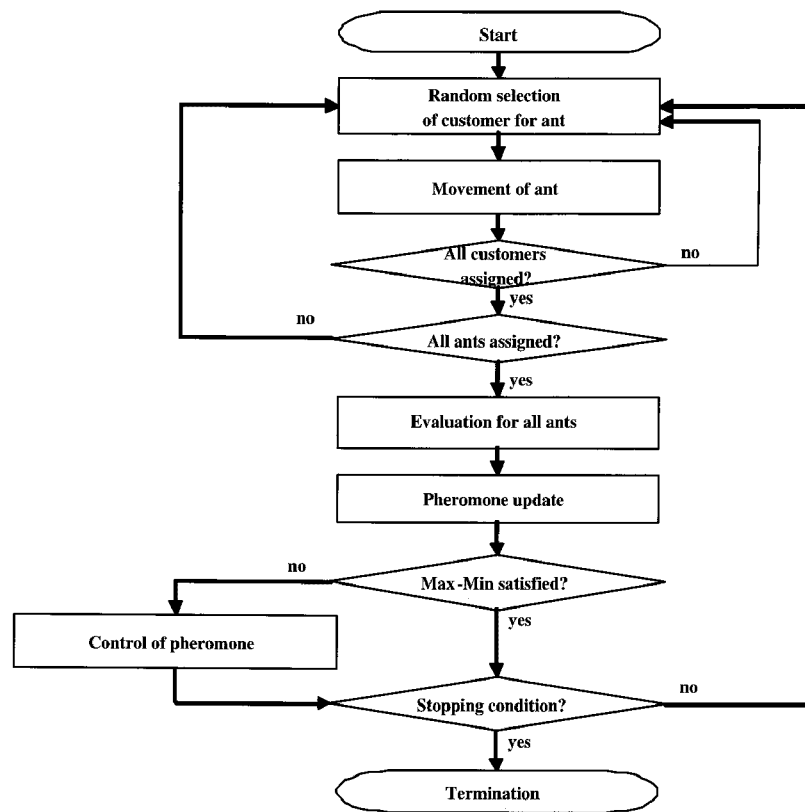 Start
Random selection
of customer for ant
Movement of ant
All customers
assigned?
no
yes
no
All ants assigned?
yes
Evaluation for all ants
Pheromone update
no
Max-Min satisfied?
yes
Control of pheromone
Stopping condition?
no
yes
Termination